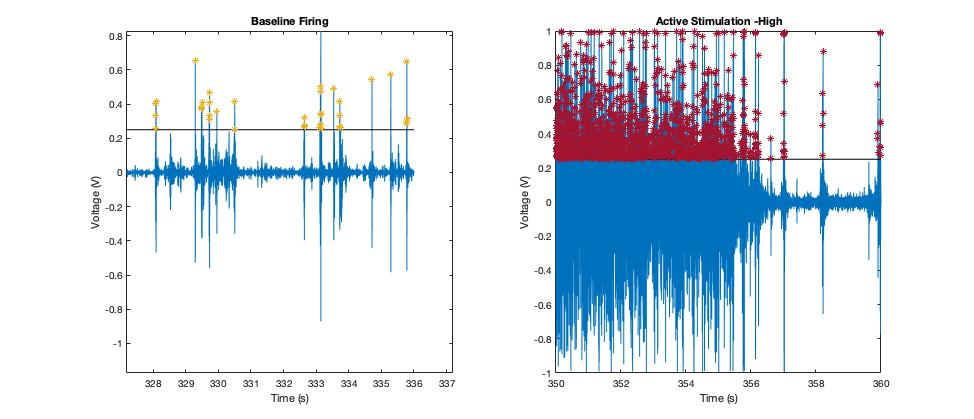 Baseline Firing
Voltage (V)
0.8
0.6
0.4
0.2
0
-0.2
-0.4
-0.6
-0.8
-1
328 329 330 331 332 333 334 335 336 337
Time (s)
Active Stimulation -High
Voltage (V)
1
0.8
0.6
0.4
0.2
0
-0.2
-0.4
-0.6
-0.8
-1
350 352 354 356 358 360
Time (s)